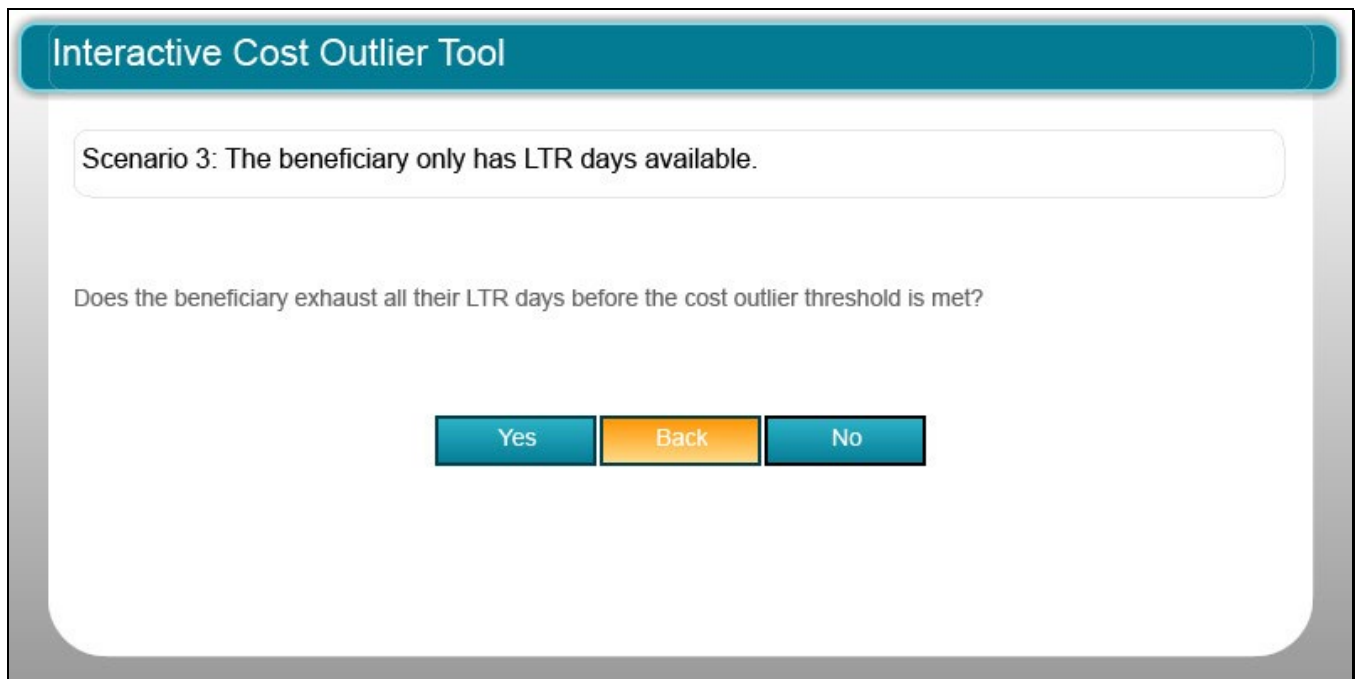 Interactive Cost Outlier Tool
Scenario 3: The beneficiary only has LTR days available.
Does the beneficiary exhaust all their LTR days before the cost outlier threshold is met?
Yes
Back
No